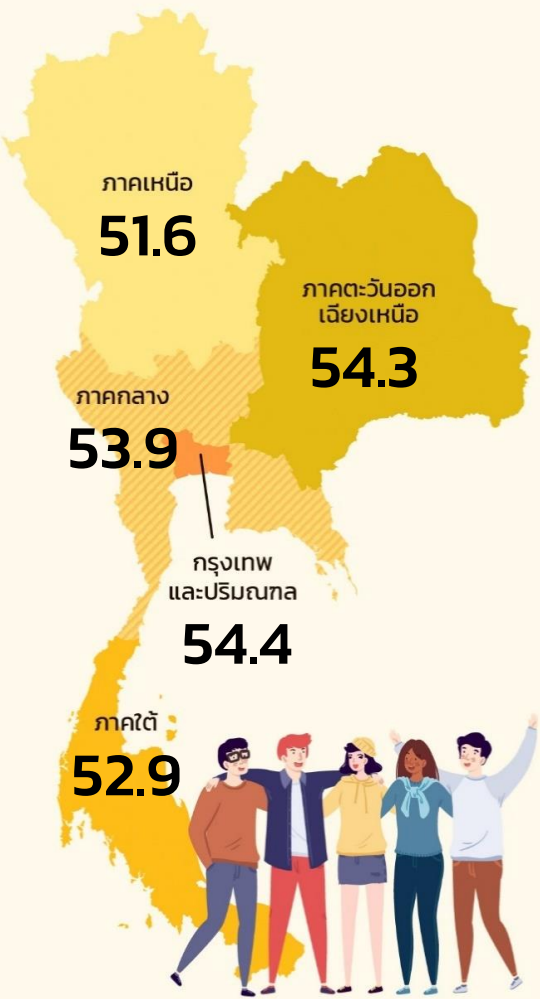 ภาคเหนือ
51.6
ภาคตะวันออก
เฉียงเหนือ
54.3
ภาคกลาง
53.9
กรุงเทพ
และปริมณฑล
54.4
ภาคใต้
52.9